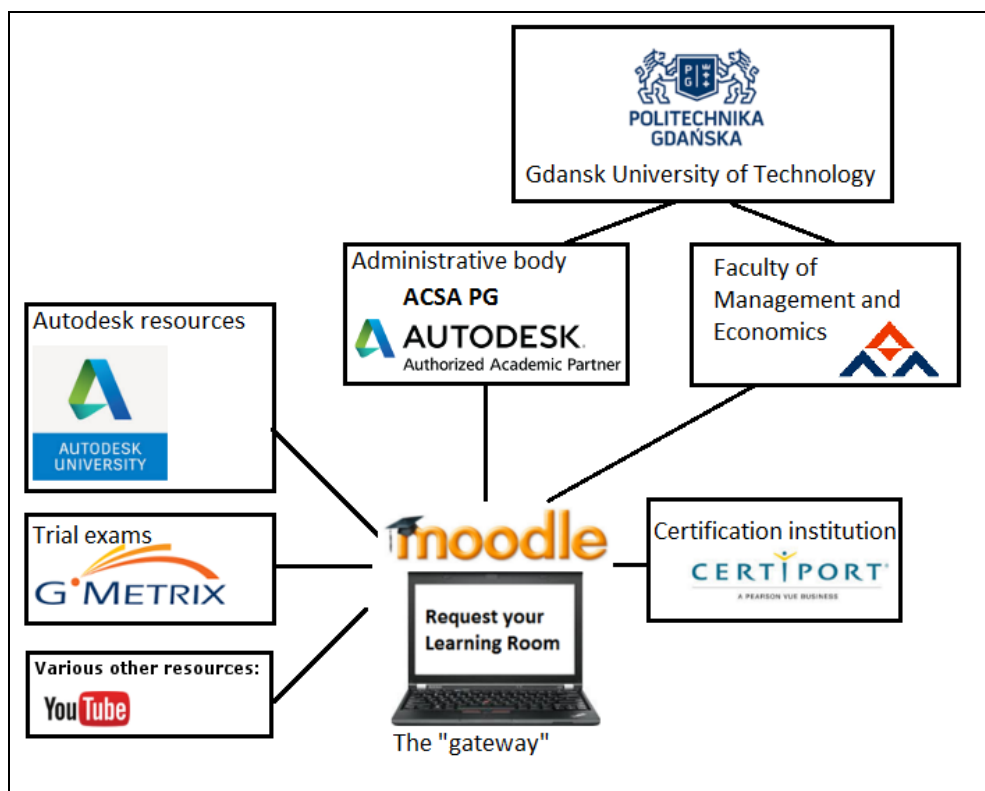 P G
POLITECHNIKA
GDAŃSKA
Gdansk University of Technology
Administrative body
ACSA PG
AUTODESK.
Authorized Academic Partner
Faculty of
Management and
Economics
Autodesk resources
AUTODESK
UNIVERSITY
Trial exams
GMETRIX
Various other resources:
YouTube
moodle
Request your
Learning Room
The "gateway"
Certification institution
CERTIPORT®
A PEARSON VUE BUSINESS